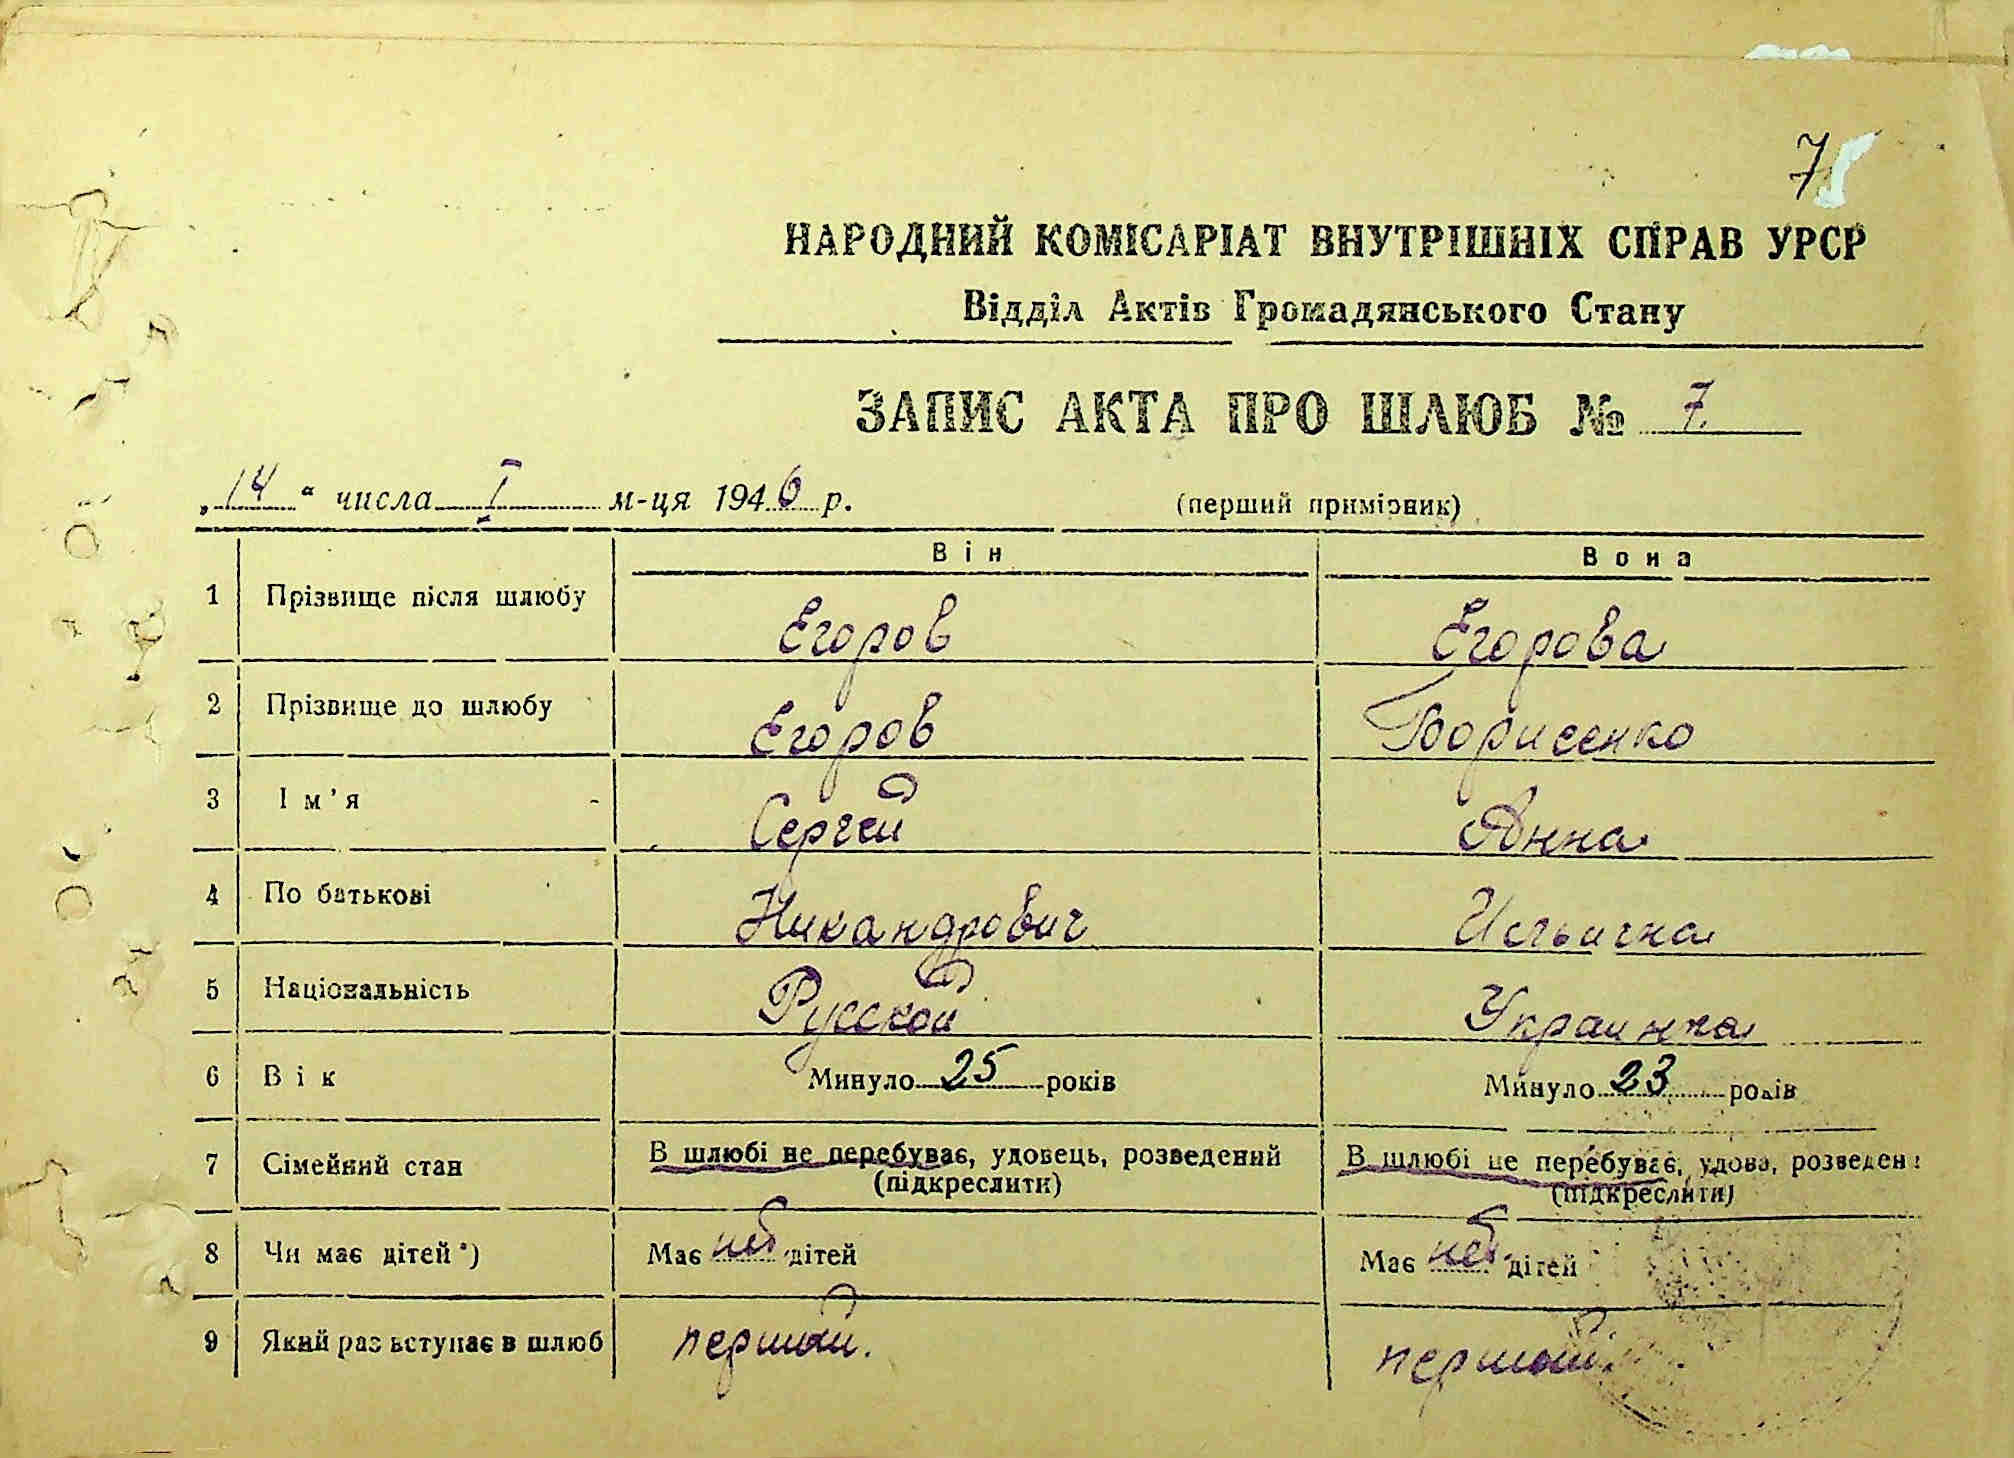 7
НАРОДНИЙ КОМІСАРІАТ ВНУТРІШНІХ СПРАВ УРСР
Відділ Актів Громадянського Стану
ЗАПИС АКТА ПРО ШЛЮБ № 7
„14“ числа I м-ця 1946 р. (перший примірник)
Він Вона
1 Прізвище після шлюбу Егоров Егорова
2 Прізвище до шлюбу Егоров Борисенко
3 Ім'я Сергей Анна
4 По батькові Никандрович Ильична
5 Національність Русской Украинка
6 Вік Минуло 25 років Минуло 23 років
7 Сімейний стан В шлюбі не перебуває, удовець, розведений В шлюбі не перебуває, удова, розведена
(підкреслити) (підкреслити)
8 Чи має дітей*) Має нет дітей Має нет дітей
9 Який раз вступає в шлюб первый. первый.